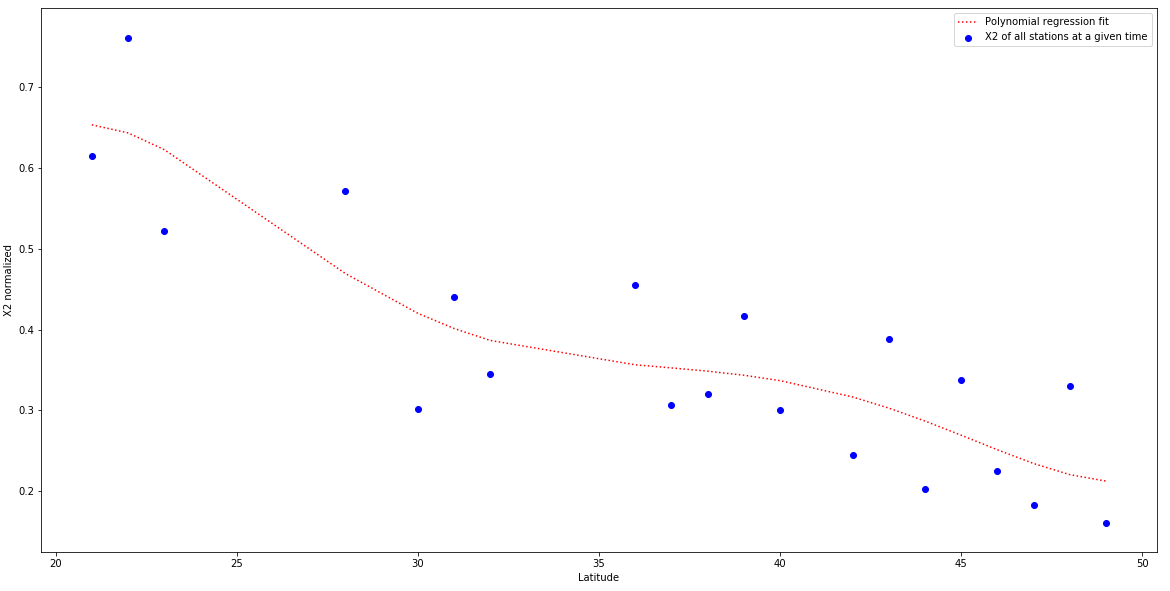 Polynomial regression fit
X2 of all stations at a given time
0.7
0.6
0.5
0.4
0.3
0.2
X2 normalized
20 25 30 35 40 45 50
Latitude